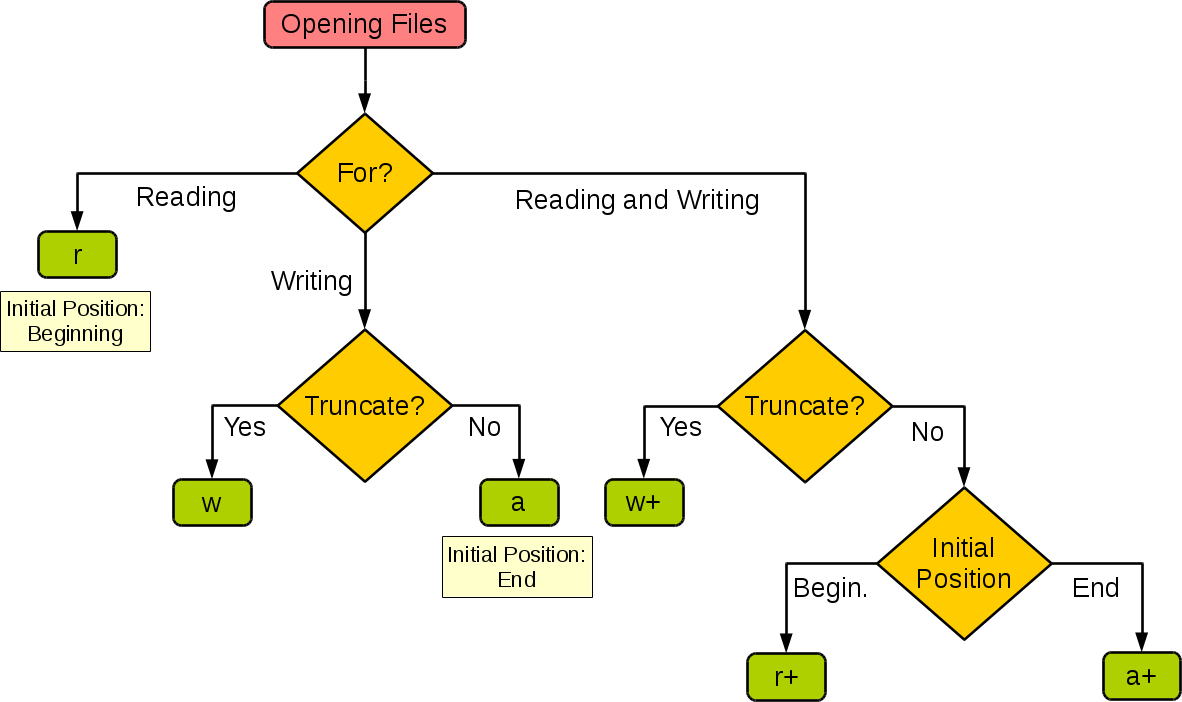 Opening Files
For?
Reading
Reading and Writing
r
Writing
Initial Position:
Beginning
Truncate?
Yes
No
w
a
Initial Position:
End
Truncate?
Yes
No
w+
Initial
Position
Begin.
End
r+
a+